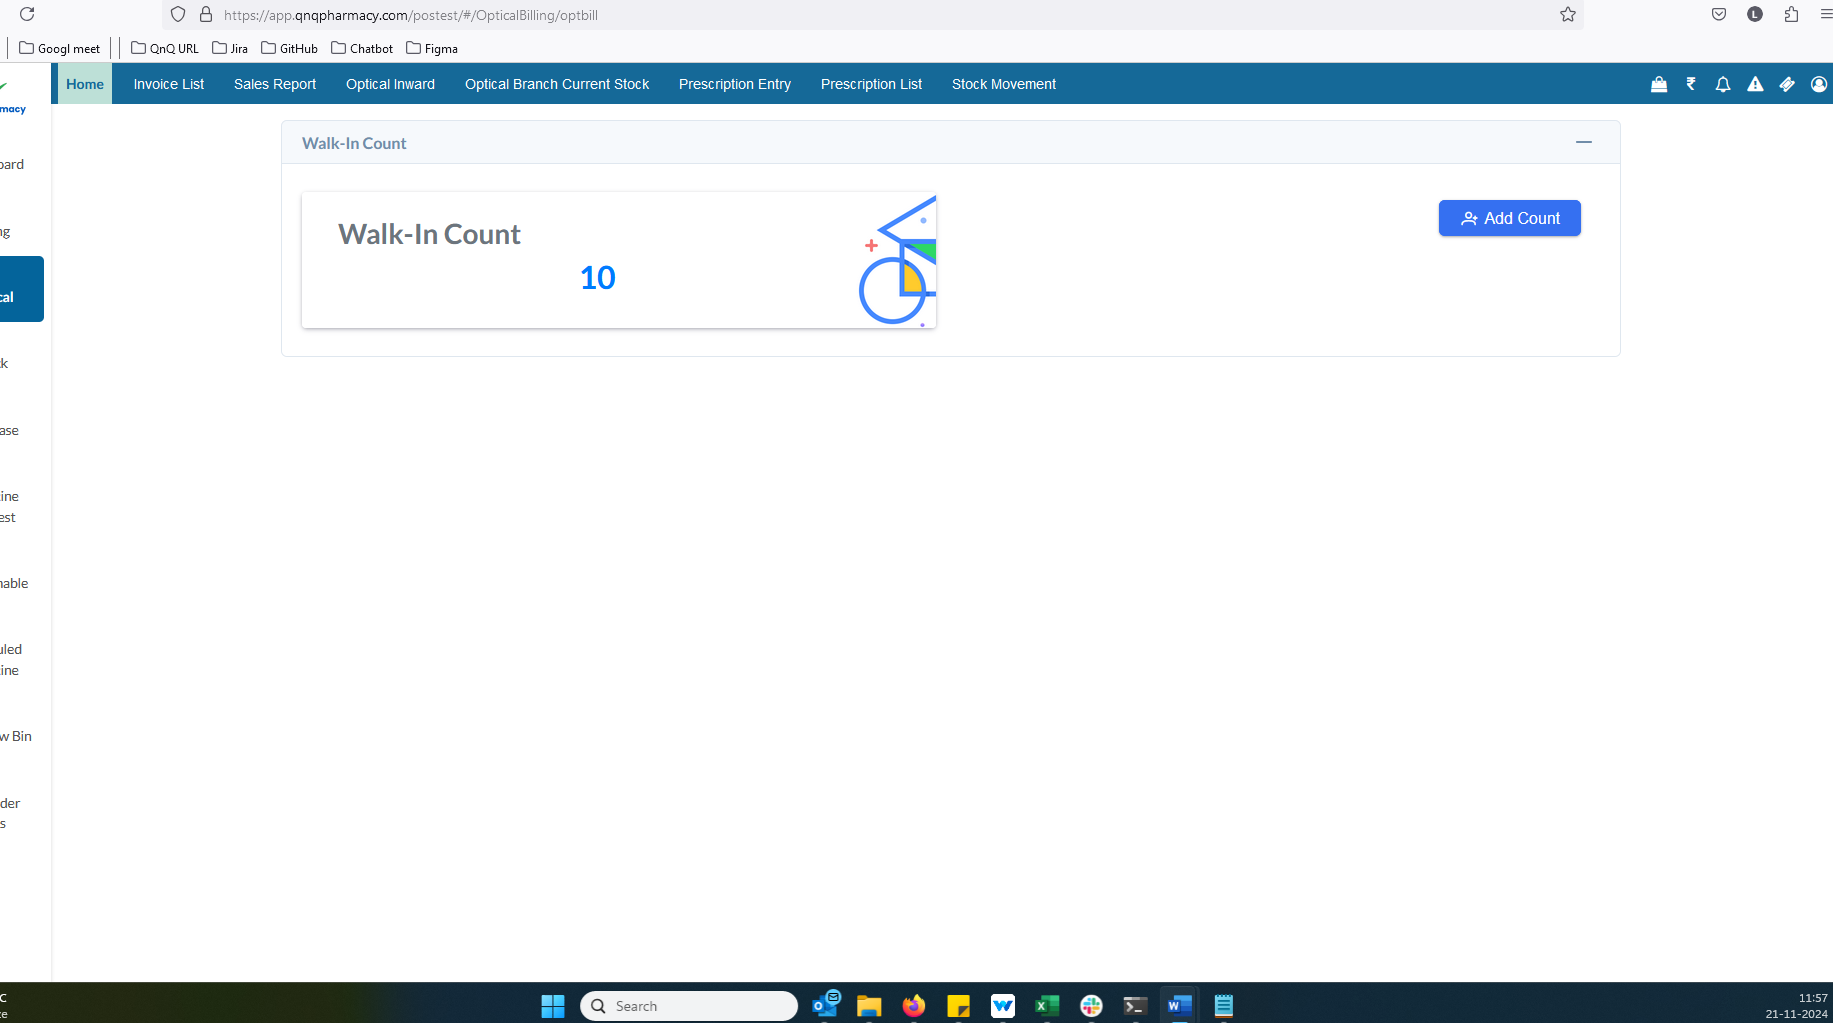 https://app.qnqpharmacy.com/postest/#/OpticalBilling/optbill
L
Googl meet QnQ URL Jira GitHub Chatbot Figma
Home Invoice List Sales Report Optical Inward Optical Branch Current Stock Prescription Entry Prescription List Stock Movement ₹
macy
oard
ng
cal
ck
ase
ine
est
nable
uled
ine
w Bin
der
s
Walk-In Count
Walk-In Count
10
Add Count
C
ce
Search
11:57
21-11-2024